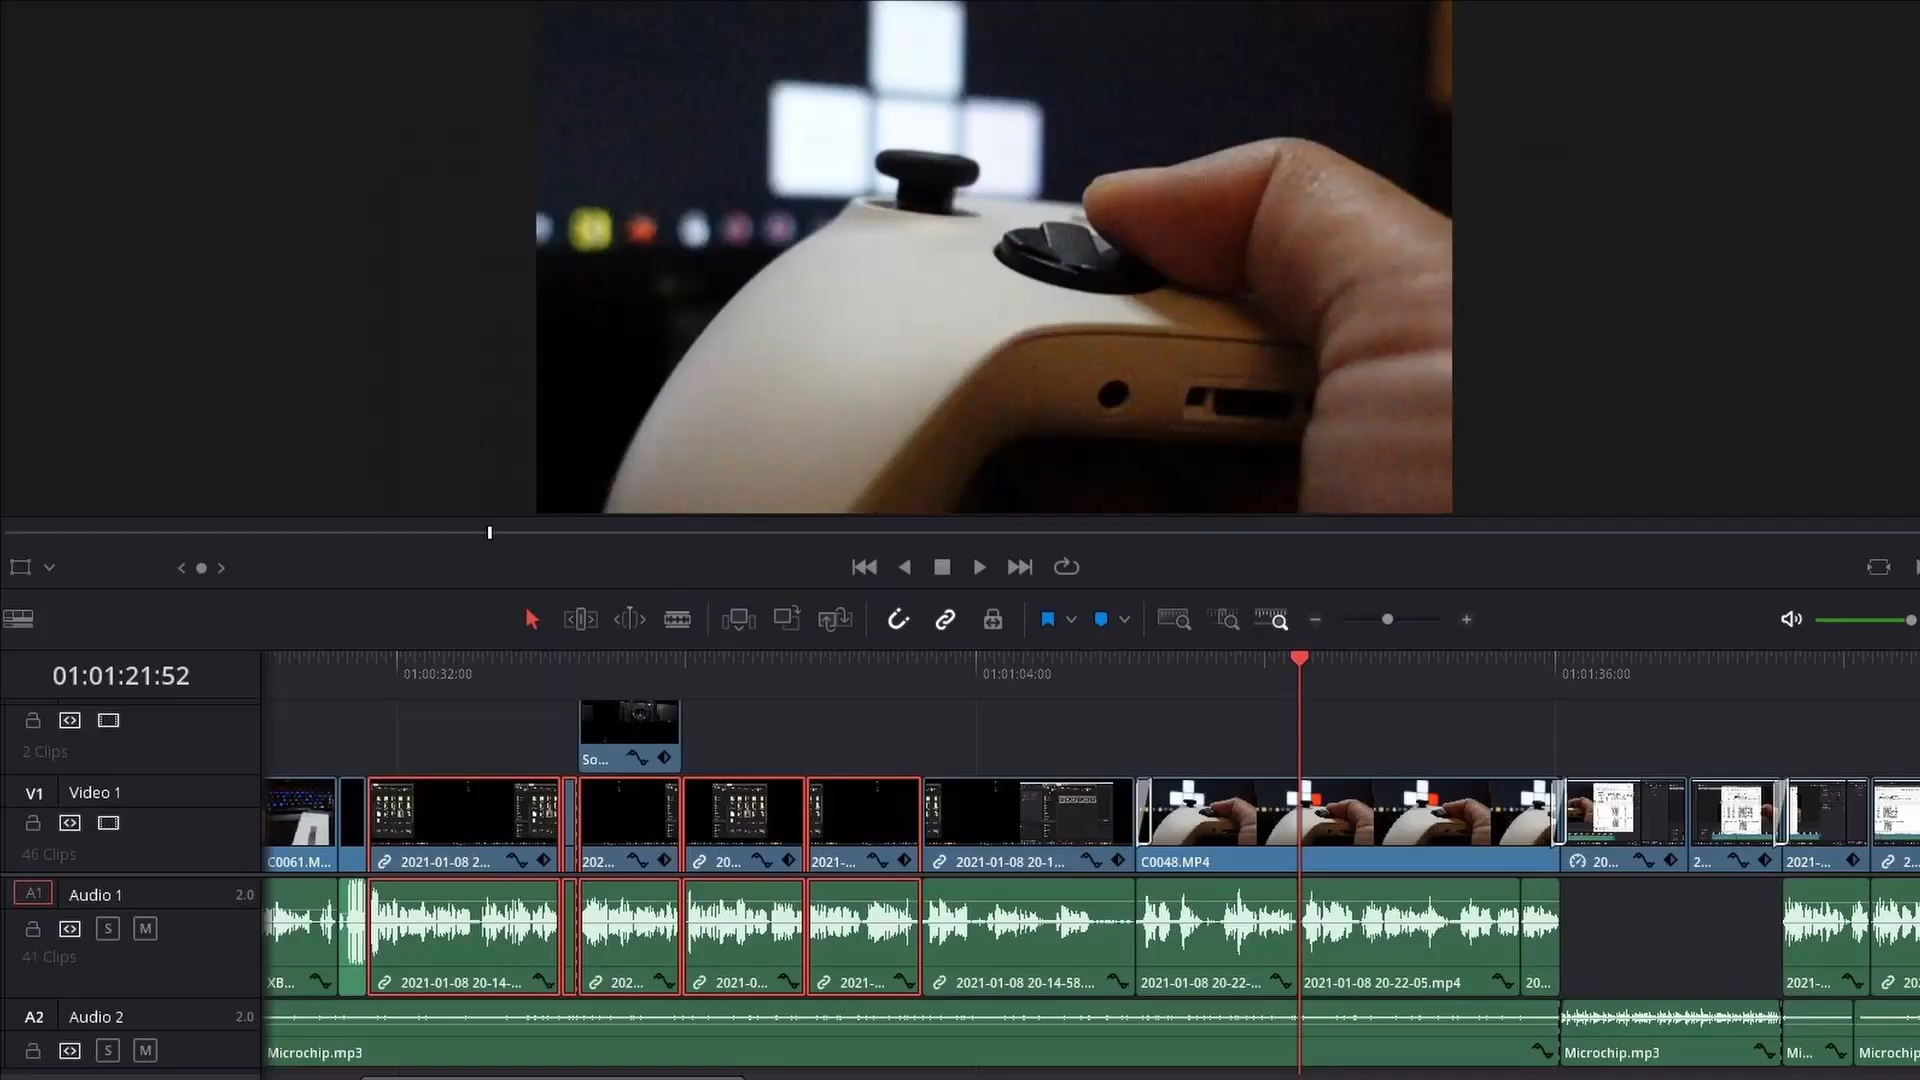 01:01:21:52
01:00:32:00
01:01:04:00
01:01:36:00
2 Clips
So...
V1
Video 1
46 Clips
C0061.M...
2021-01-08 2...
202...
20...
2021-...
2021-01-08 20-1...
C0048.MP4
20...
2...
2021-...
2...
A1
Audio 1
2.0
S
M
41 Clips
XB...
2021-01-08 20-14-...
202...
2021-0...
2021-...
2021-01-08 20-14-58....
2021-01-08 20-22-...
2021-01-08 20-22-05.mp4
20...
2021-...
202
A2
Audio 2
2.0
S
M
Microchip.mp3
Microchip.mp3
Mi...
Microchip